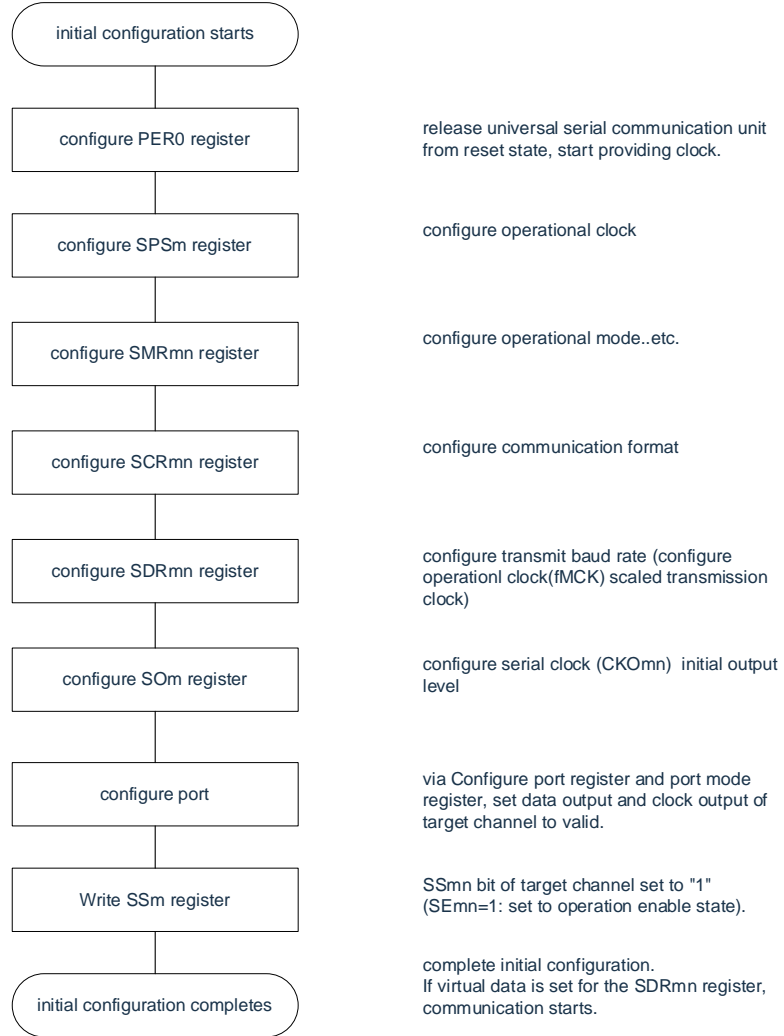 initial configuration starts
configure PER0 register
release universal serial communication unit
from reset state, start providing clock.
configure SPSm register
configure operational clock
configure SMRmn register
configure operational mode..etc.
configure SCRmn register
configure communication format
configure SDRmn register
configure transmit baud rate (configure
operationl clock(fMCK) scaled transmission
clock)
configure SOm register
configure serial clock (CKOmn)  initial output
level
configure port
via Configure port register and port mode
register, set data output and clock output of
target channel to valid.
Write SSm register
SSmn bit of target channel set to "1"
(SEmn=1: set to operation enable state).
initial configuration completes
complete initial configuration.
If virtual data is set for the SDRmn register,
communication starts.